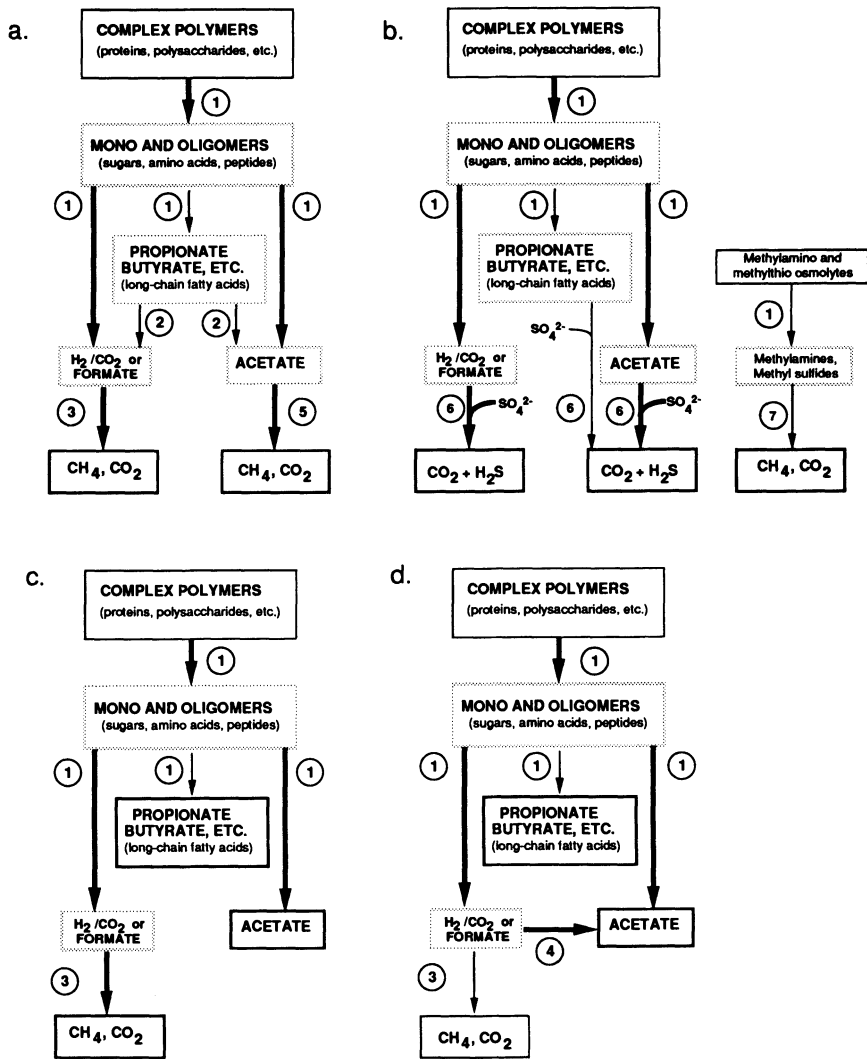 a.
COMPLEX POLYMERS
(proteins, polysaccharides, etc.)
1
MONO AND OLIGOMERS
(sugars, amino acids, peptides)
1
1
1
PROPIONATE
BUTYRATE, ETC.
(long-chain fatty acids)
2
2
H2 /CO2 or
FORMATE
ACETATE
3
5
CH4, CO2
CH4, CO2
b.
COMPLEX POLYMERS
(proteins, polysaccharides, etc.)
1
MONO AND OLIGOMERS
(sugars, amino acids, peptides)
1
1
1
PROPIONATE
BUTYRATE, ETC.
(long-chain fatty acids)
SO4 2-
H2 /CO2 or
FORMATE
ACETATE
6
SO4 2-
6
6
SO4 2-
CO2 + H2S
CO2 + H2S
Methylamino and
methylthio osmolytes
1
Methylamines,
Methyl sulfides
7
CH4, CO2
c.
COMPLEX POLYMERS
(proteins, polysaccharides, etc.)
1
MONO AND OLIGOMERS
(sugars, amino acids, peptides)
1
1
1
PROPIONATE
BUTYRATE, ETC.
(long-chain fatty acids)
H2 /CO2 or
FORMATE
ACETATE
3
CH4, CO2
d.
COMPLEX POLYMERS
(proteins, polysaccharides, etc.)
1
MONO AND OLIGOMERS
(sugars, amino acids, peptides)
1
1
1
PROPIONATE
BUTYRATE, ETC.
(long-chain fatty acids)
H2 /CO2 or
FORMATE
4
ACETATE
3
CH4, CO2